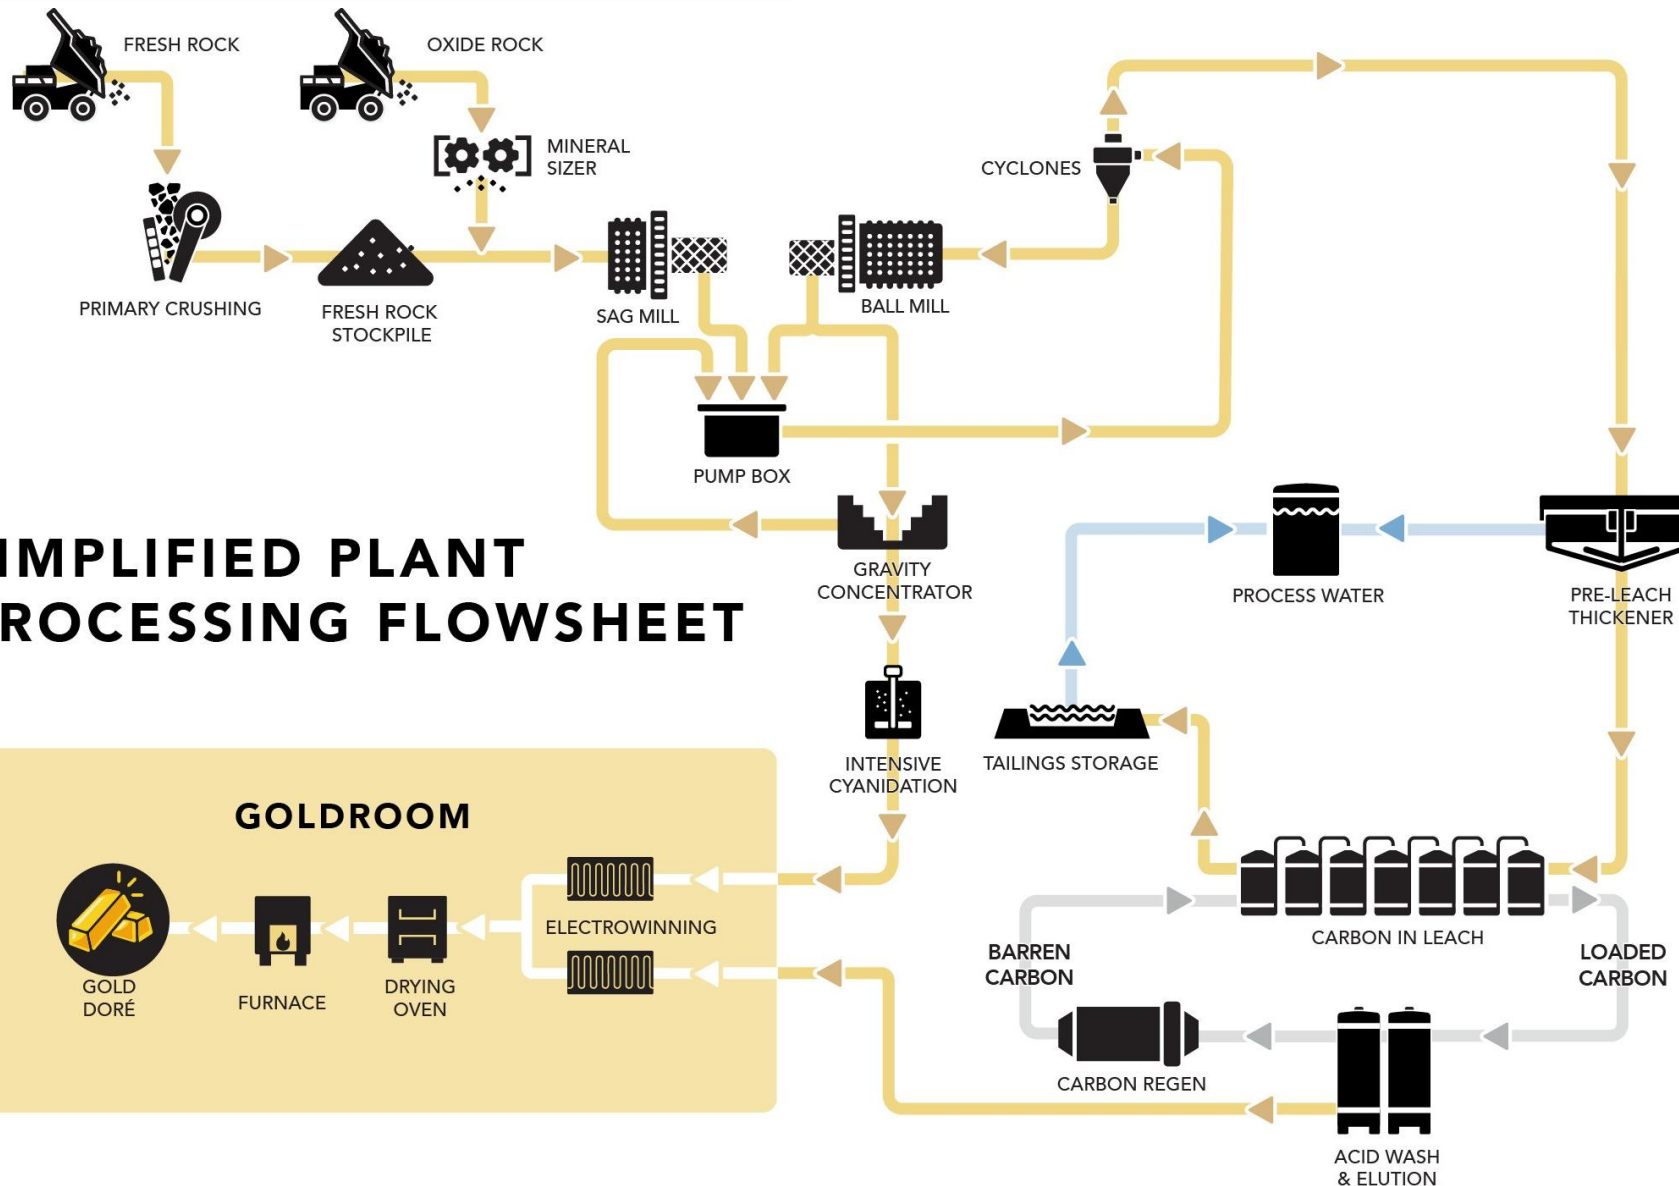 FRESH ROCK
OXIDE ROCK
MINERAL
SIZER
CYCLONES
PRIMARY CRUSHING
FRESH ROCK
STOCKPILE
SAG MILL
BALL MILL
PUMP BOX
GRAVITY
CONCENTRATOR
PROCESS WATER
PRE-LEACH
THICKENER
IMPLIFIED PLANT
ROCESSING FLOWSHEET
INTENSIVE
CYANIDATION
TAILINGS STORAGE
GOLDROOM
ELECTROWINNING
GOLD
DORÉ
FURNACE
DRYING
OVEN
CARBON IN LEACH
BARREN
CARBON
LOADED
CARBON
CARBON REGEN
ACID WASH
& ELUTION